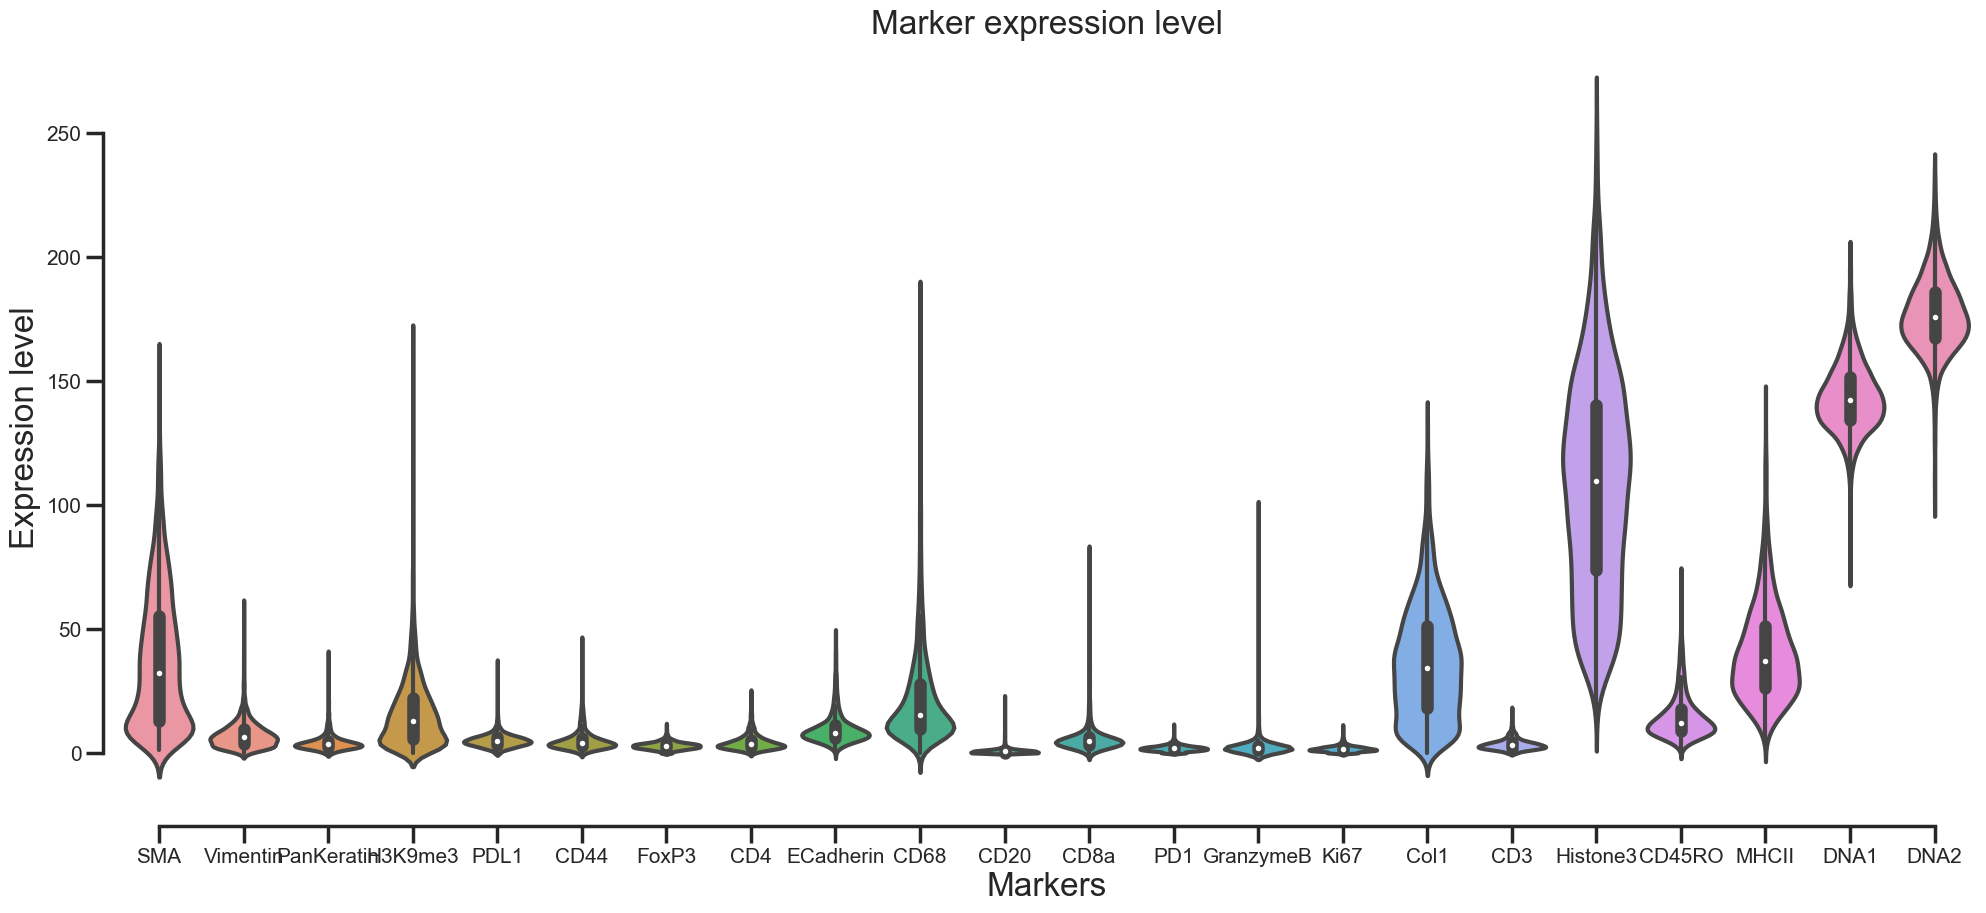 Marker expression level
Expression level
250
200
150
100
50
0
SMA Vimentin PanKeratin H3K9me3 PDL1 CD44 FoxP3 CD4 ECadherin CD68 CD20 CD8a PD1 GranzymeB Ki67 Col1 CD3 Histone3 CD45RO MHCII DNA1 DNA2
Markers